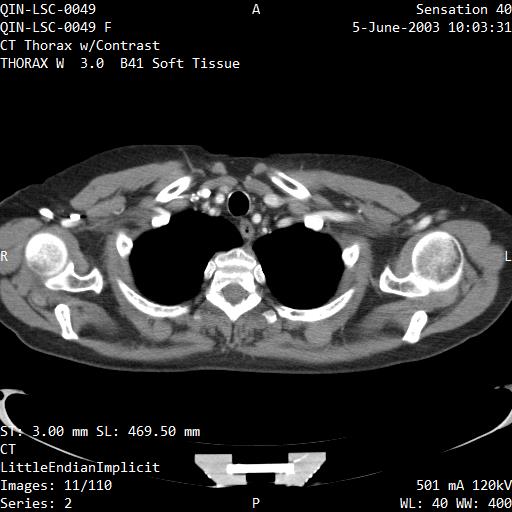 QIN-LSC-0049
A
Sensation 40
QIN-LSC-0049 F
5-June-2003 10:03:31
CT Thorax w/Contrast
THORAX W 3.0 B41 Soft Tissue
R
L
ST: 3.00 mm SL: 469.50 mm
CT
LittleEndianImplicit
Images: 11/110
501 mA 120kV
Series: 2
P
WL: 40 WW: 400